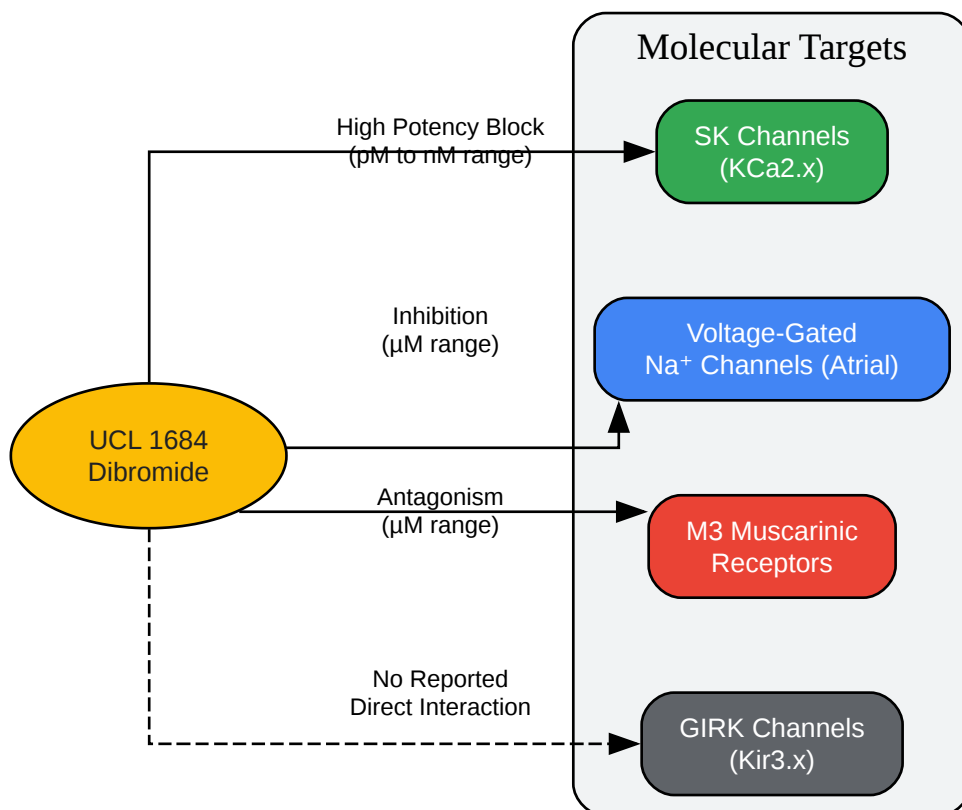 Molecular Targets
High Potency Block
(pM to nM range)
SK Channels
(KCa2.x)
Inhibition
(µM range)
Voltage-Gated
Na⁺ Channels (Atrial)
UCL 1684
Dibromide
Antagonism
(µM range)
M3 Muscarinic
Receptors
No Reported
Direct Interaction
GIRK Channels
(Kir3.x)